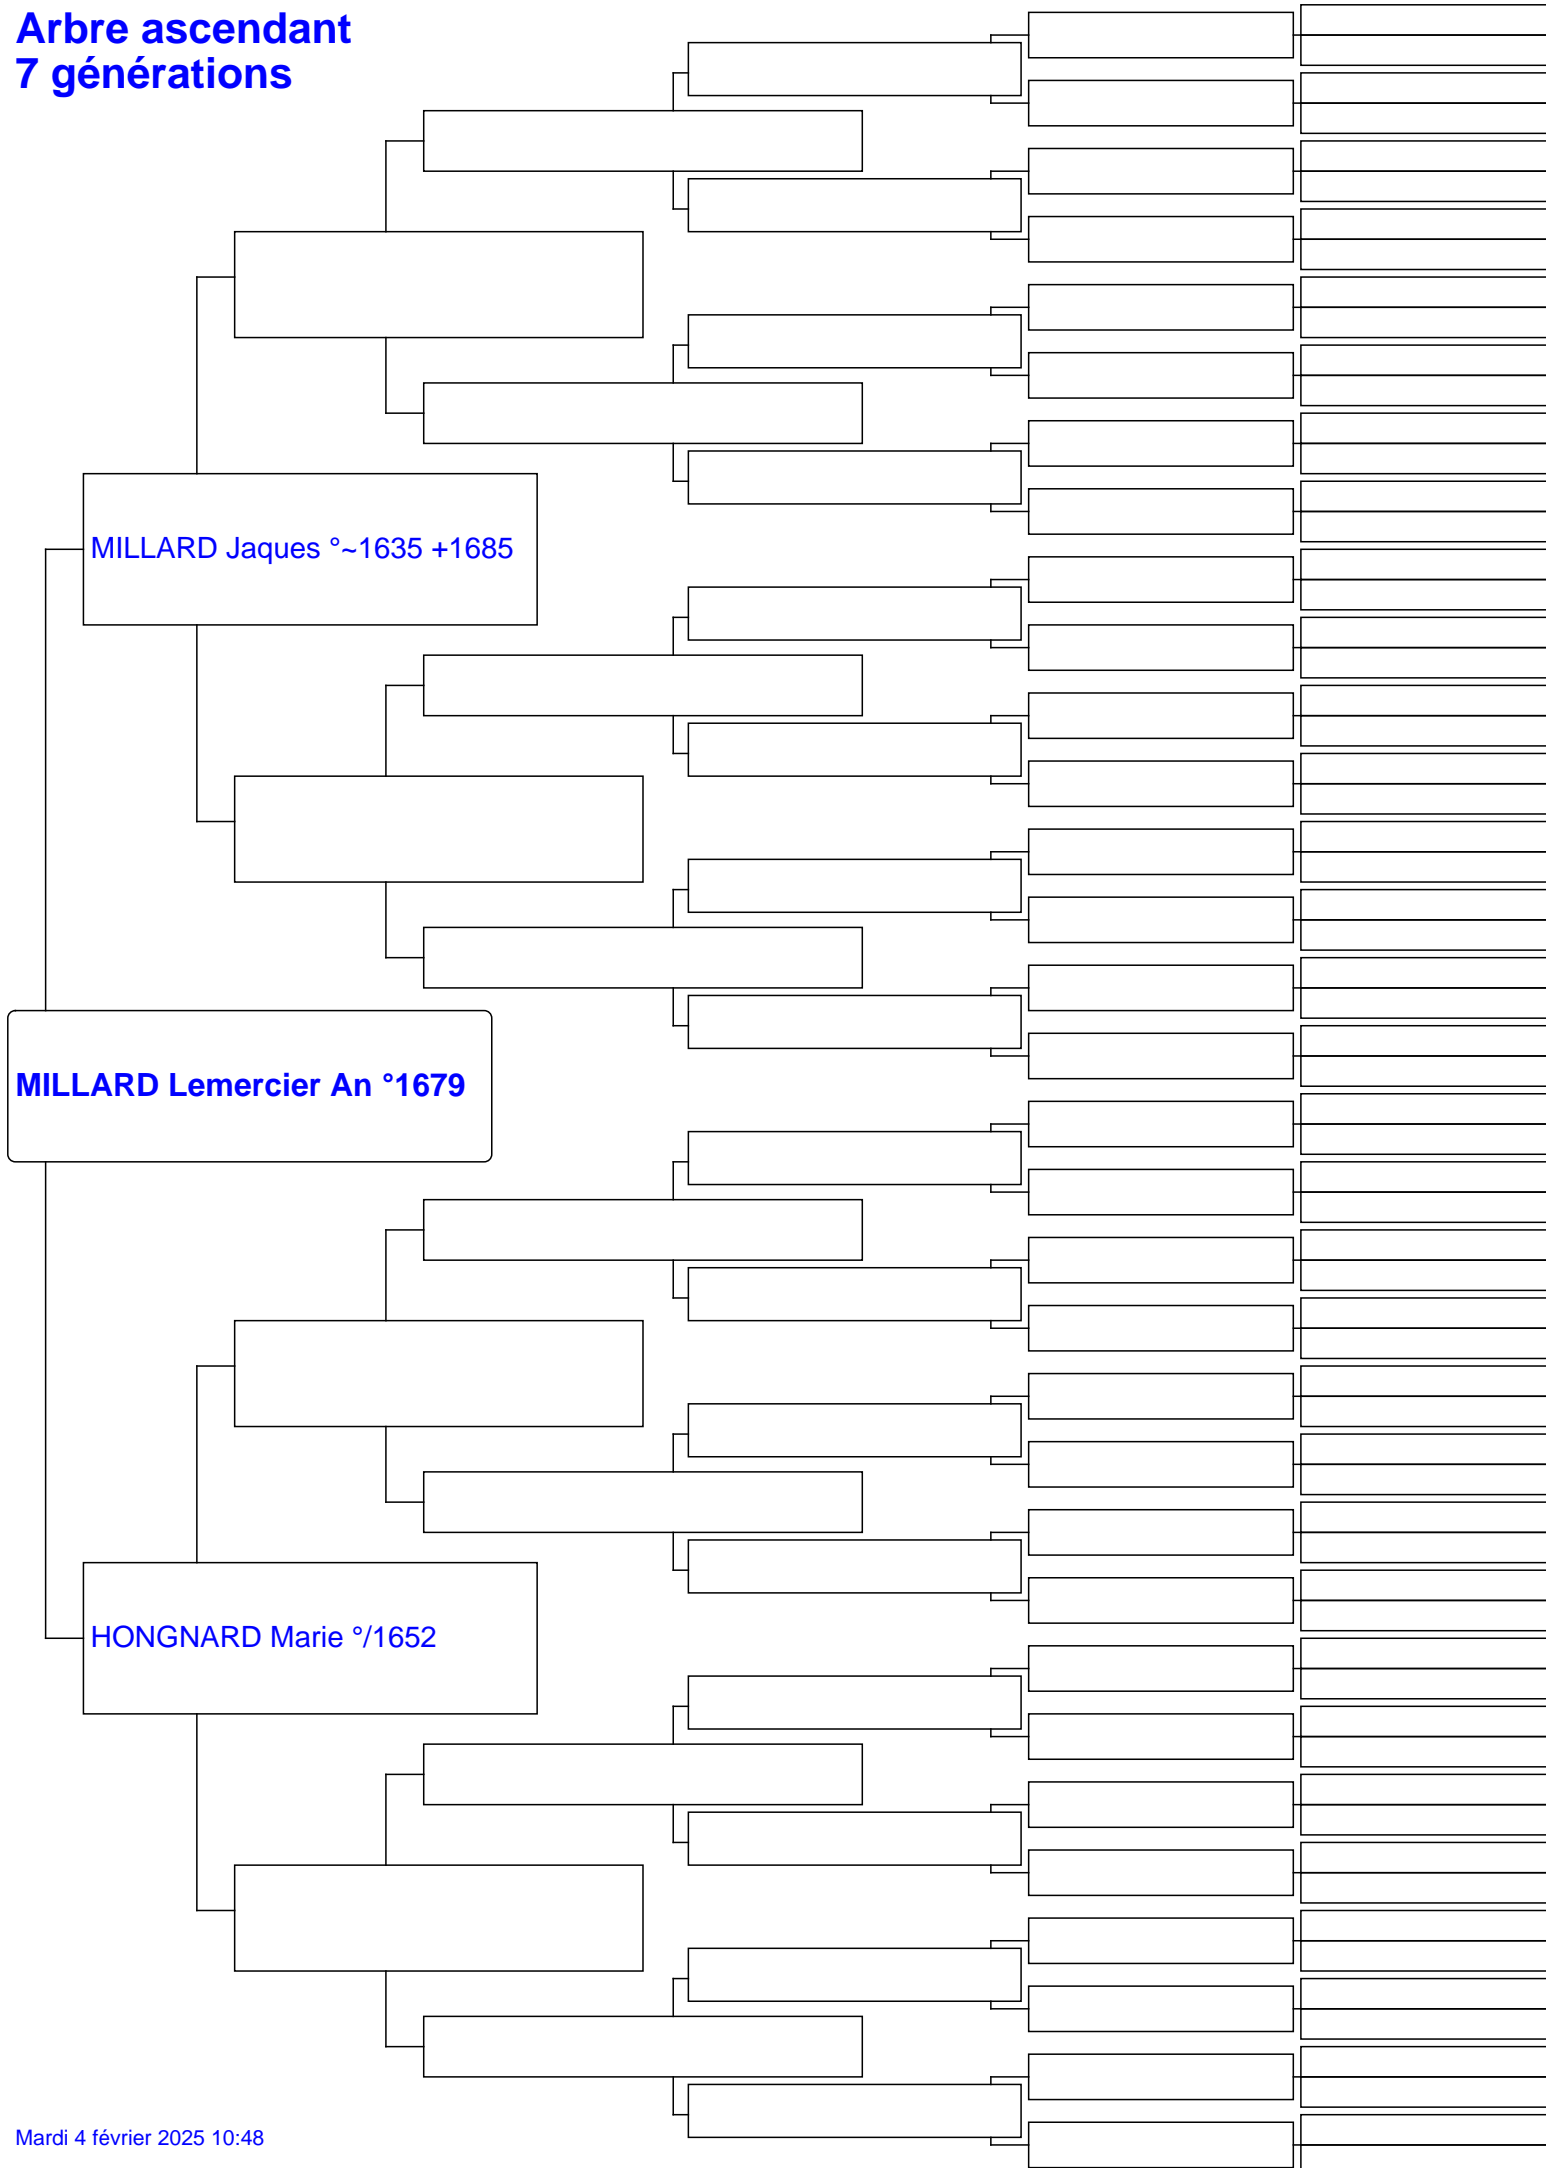 Arbre ascendant
7 générations
MILLARD Jaques °~1635 +1685
MILLARD Lemercier An °1679
HONGNARD Marie °/1652
Mardi 4 février 2025 10:48